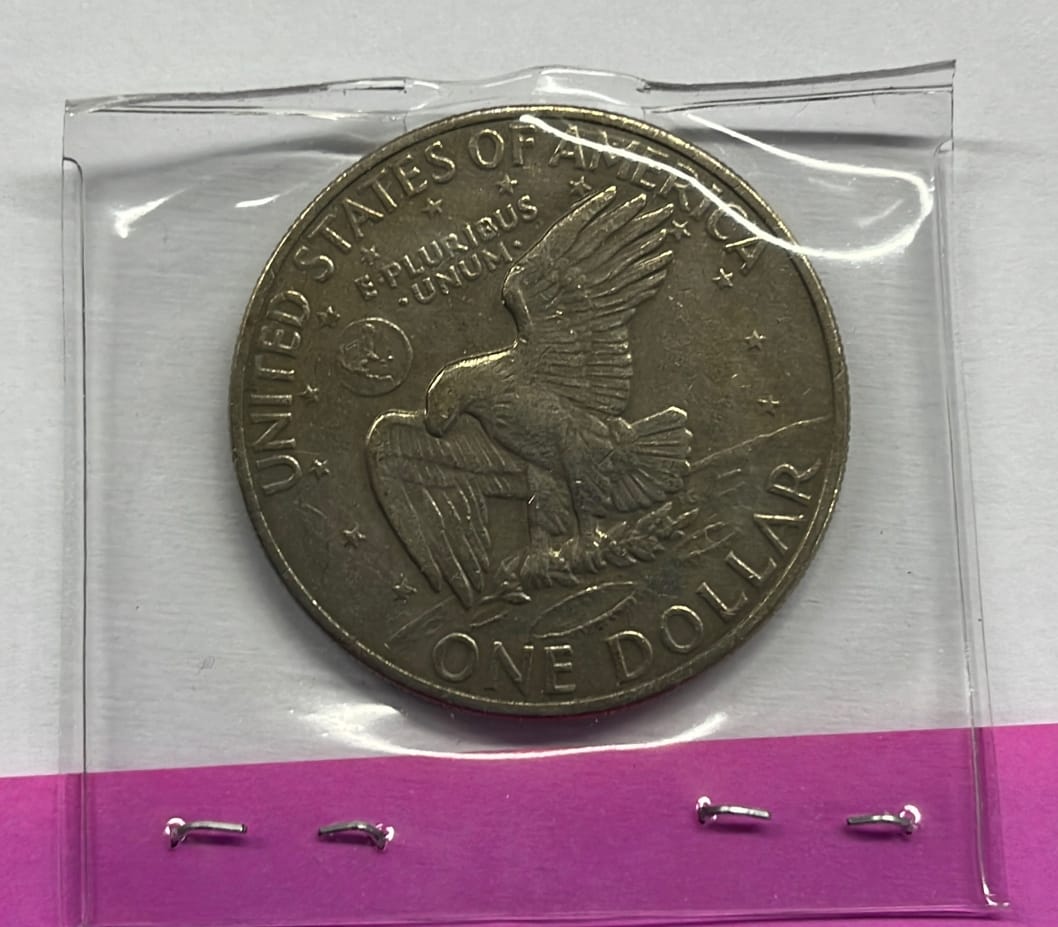 UNITED STATES OF AMERICA
E·PLURIBUS
·UNUM·
ONE DOLLAR